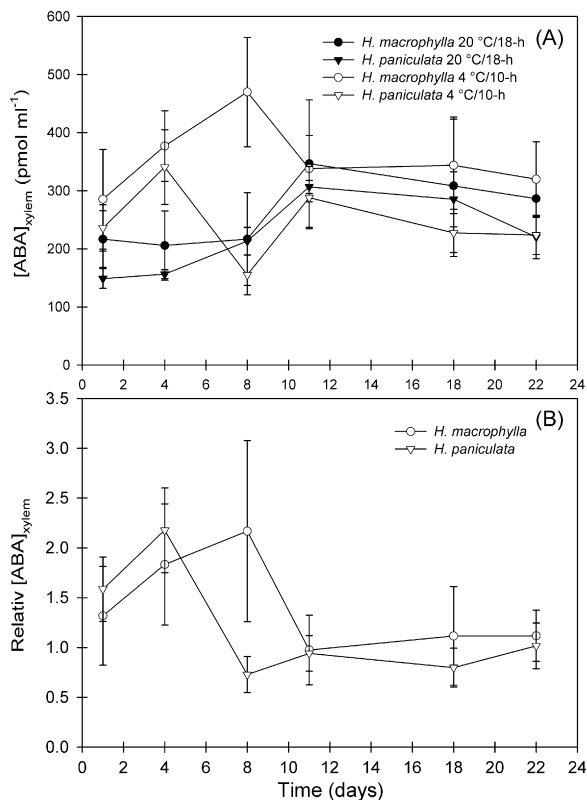 600
500
400
300
200
100
0
[ABA]xylem (pmol ml-1)
(A)
H. macrophylla 20 °C/18-h
H. paniculata 20 °C/18-h
H. macrophylla 4 °C/10-h
H. paniculata 4 °C/10-h
0 2 4 6 8 10 12 14 16 18 20 22 24
3.5
3.0
2.5
2.0
1.5
1.0
0.5
0.0
Relativ [ABA]xylem
(B)
H. macrophylla
H. paniculata
0 2 4 6 8 10 12 14 16 18 20 22 24
Time (days)